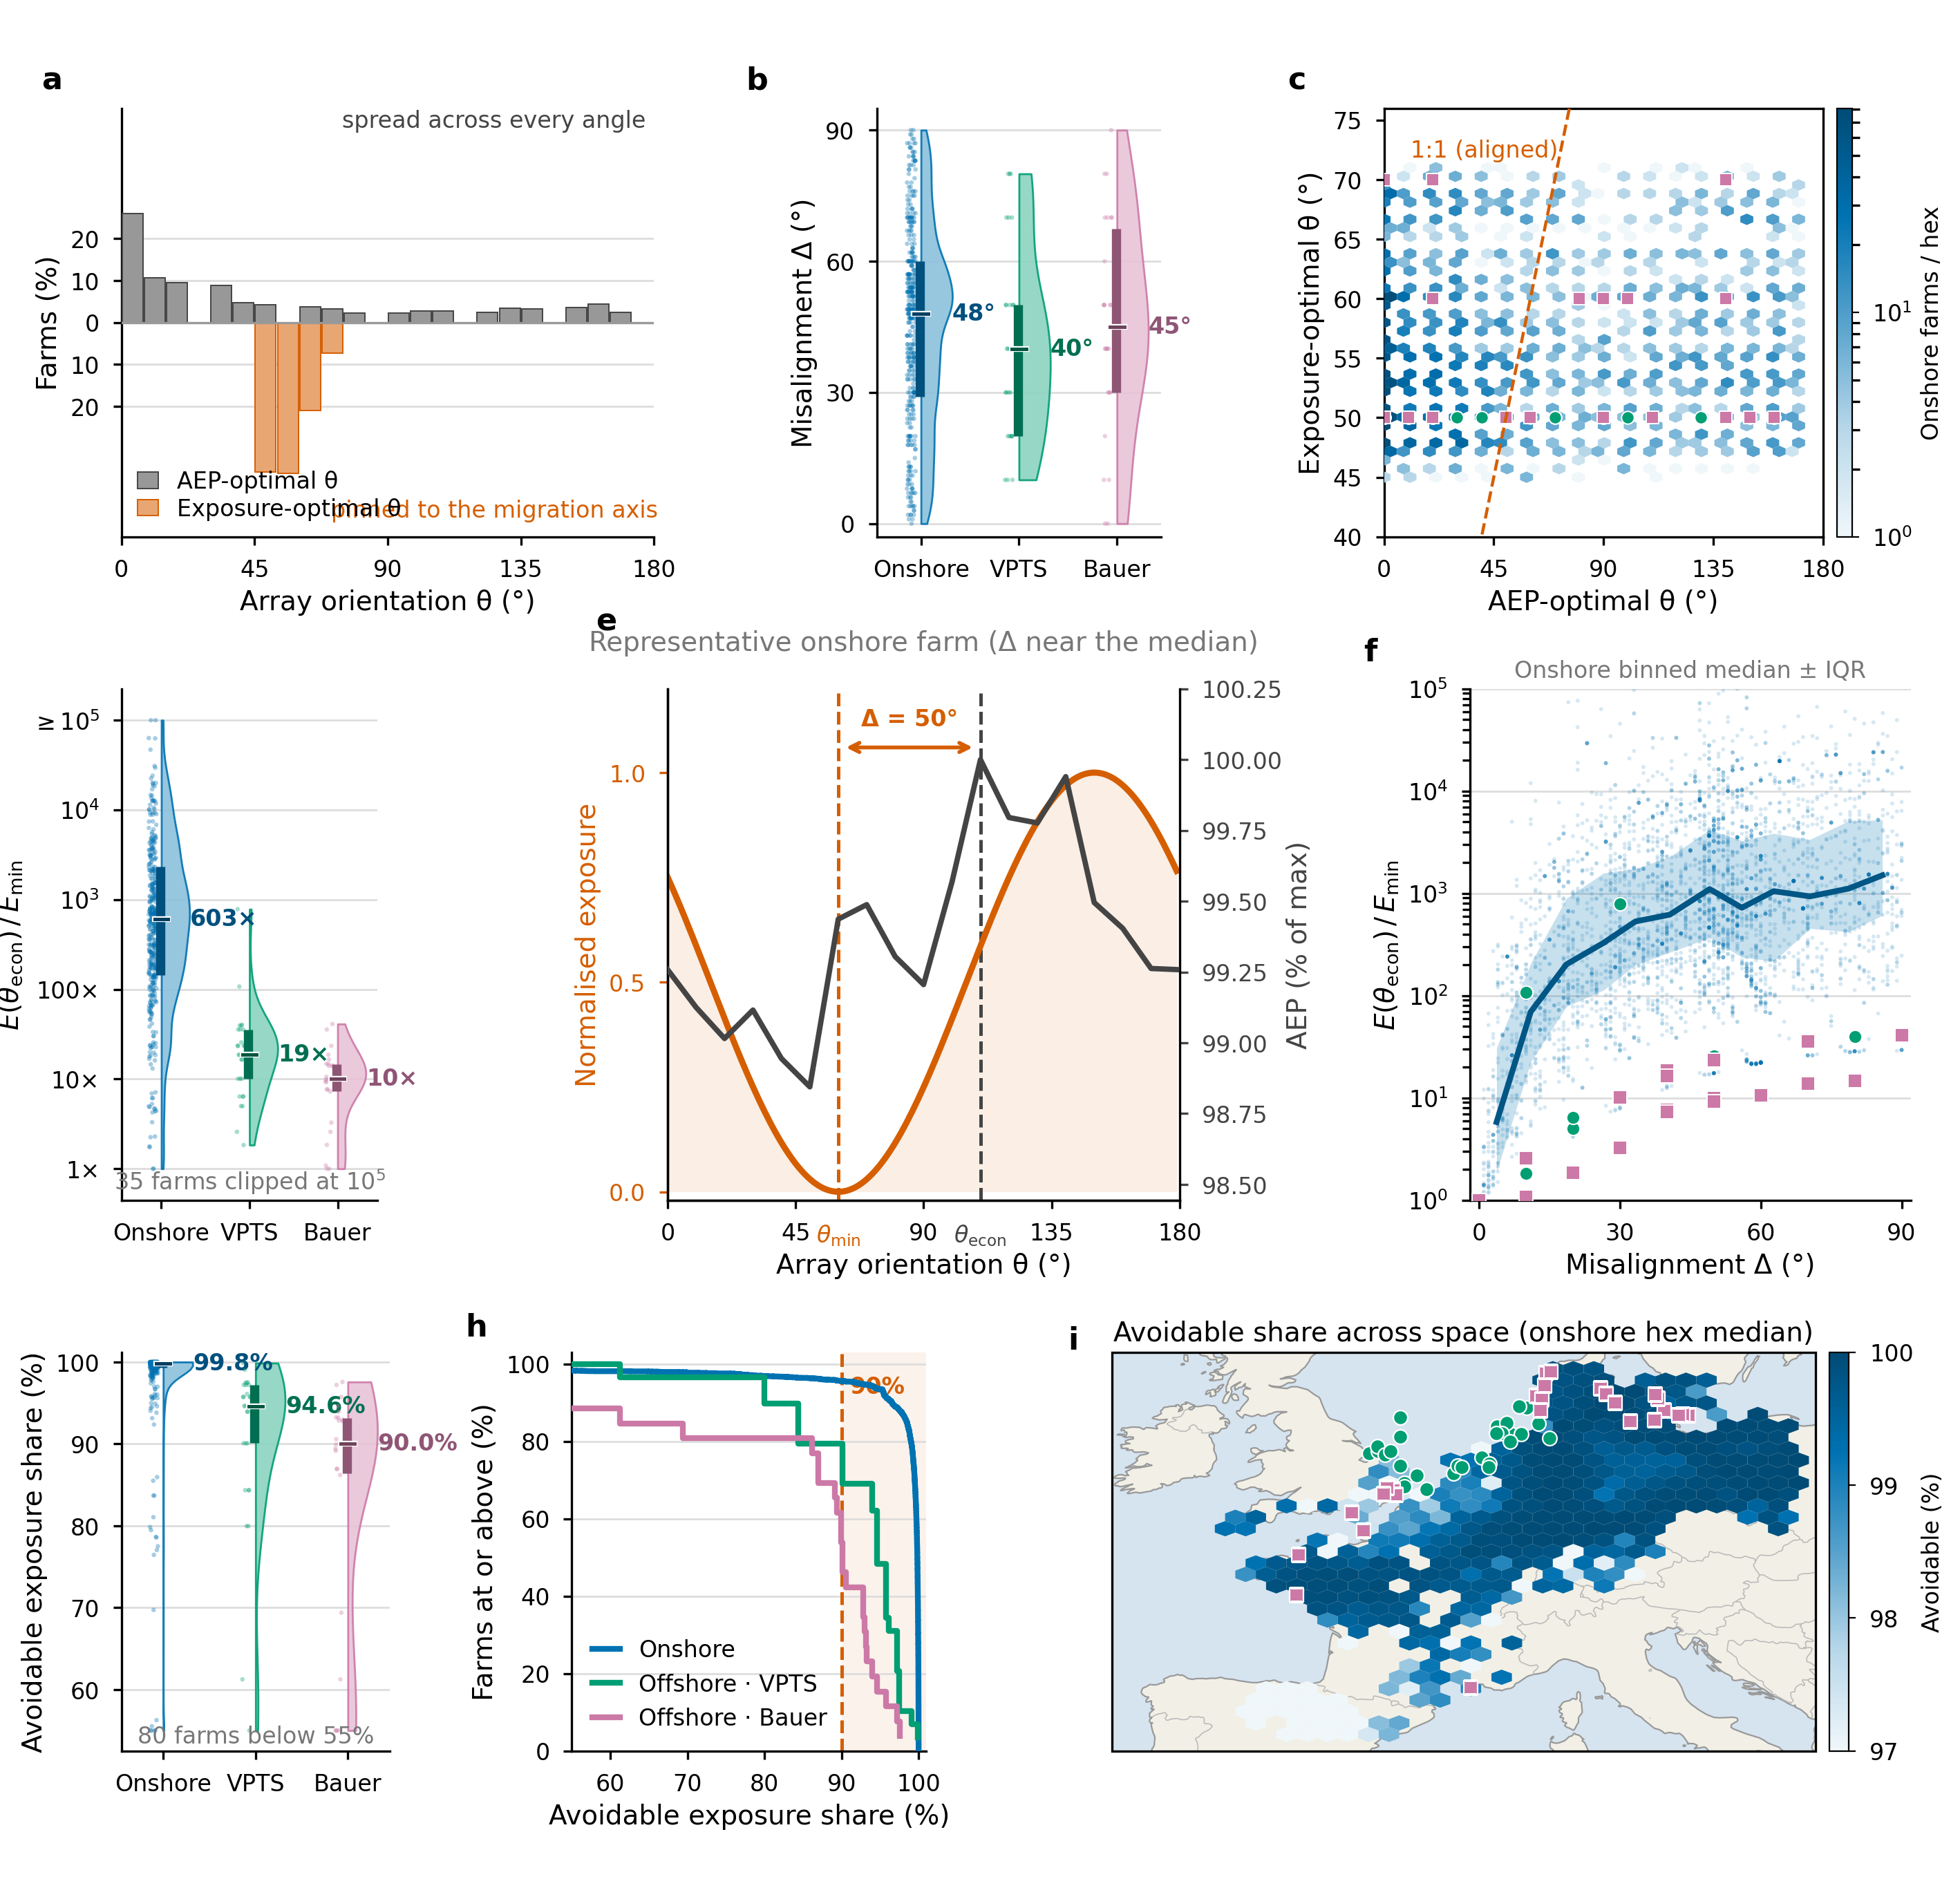 a
spread across every angle
20
10
0
10
20
Farms (%)
AEP-optimal θ
Exposure-optimal θ
pinned to the migration axis
0 45 90 135 180
Array orientation θ (°)
b
90
60
30
0
Misalignment Δ (°)
48°
40°
45°
Onshore VPTS Bauer
c
1:1 (aligned)
75
70
65
60
55
50
45
40
Exposure-optimal θ (°)
0 45 90 135 180
AEP-optimal θ (°)
10¹
10⁰
Onshore farms / hex
≥ 10⁵
10⁴
10³
100×
10×
1×
E(θecon) / Emin
603×
19×
10×
35 farms clipped at 10⁵
Onshore VPTS Bauer
e
Representative onshore farm (Δ near the median)
Δ = 50°
1.0
0.5
0.0
Normalised exposure
100.25
100.00
99.75
99.50
99.25
99.00
98.75
98.50
AEP (% of max)
0 45 90 135 180
θmin θecon
Array orientation θ (°)
f
Onshore binned median ± IQR
10⁵
10⁴
10³
10²
10¹
10⁰
E(θecon) / Emin
0 30 60 90
Misalignment Δ (°)
100
90
80
70
60
Avoidable exposure share (%)
99.8%
94.6%
90.0%
80 farms below 55%
Onshore VPTS Bauer
h
90%
100
80
60
40
20
0
Farms at or above (%)
Onshore
Offshore · VPTS
Offshore · Bauer
60 70 80 90 100
Avoidable exposure share (%)
i
Avoidable share across space (onshore hex median)
100
99
98
97
Avoidable (%)